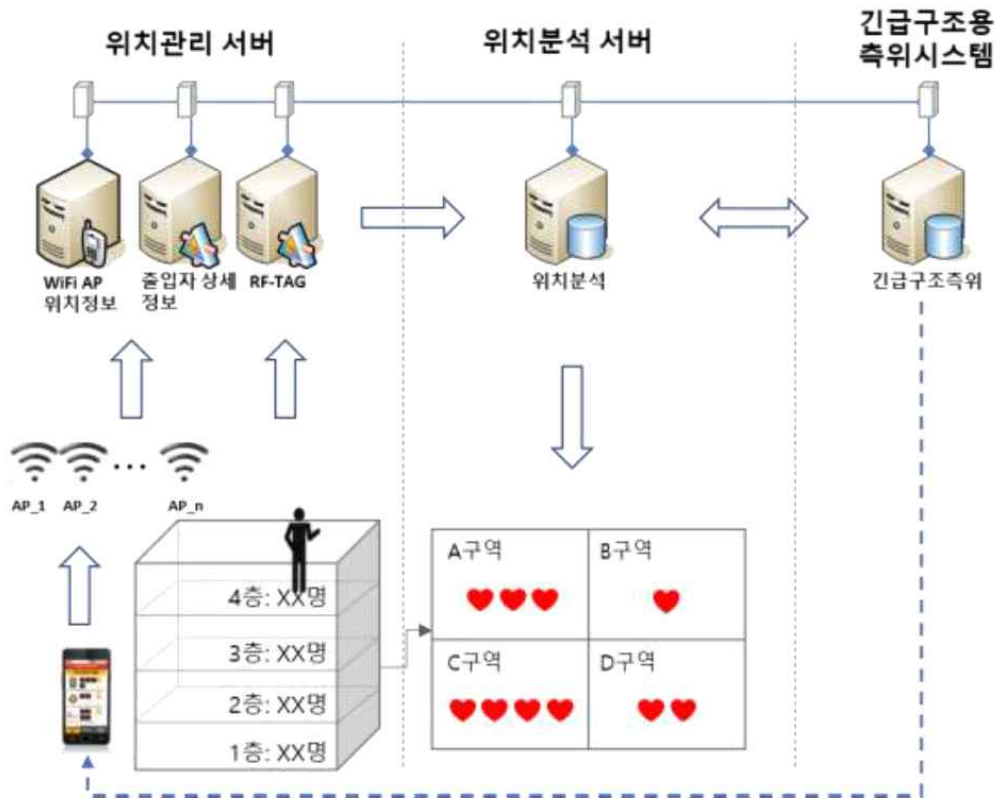 위치관리 서버
위치분석 서버
긴급구조용
측위시스템
WiFi AP
위치정보
출입자 상세
정보
RF-TAG
위치분석
긴급구조측위
AP_1
AP_2
...
AP_n
4층: XX명
3층: XX명
2층: XX명
1층: XX명
A구역
B구역
C구역
D구역